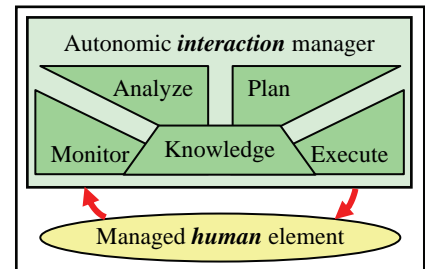 Autonomic interaction manager
Analyze Plan
Monitor Knowledge Execute
Managed human element